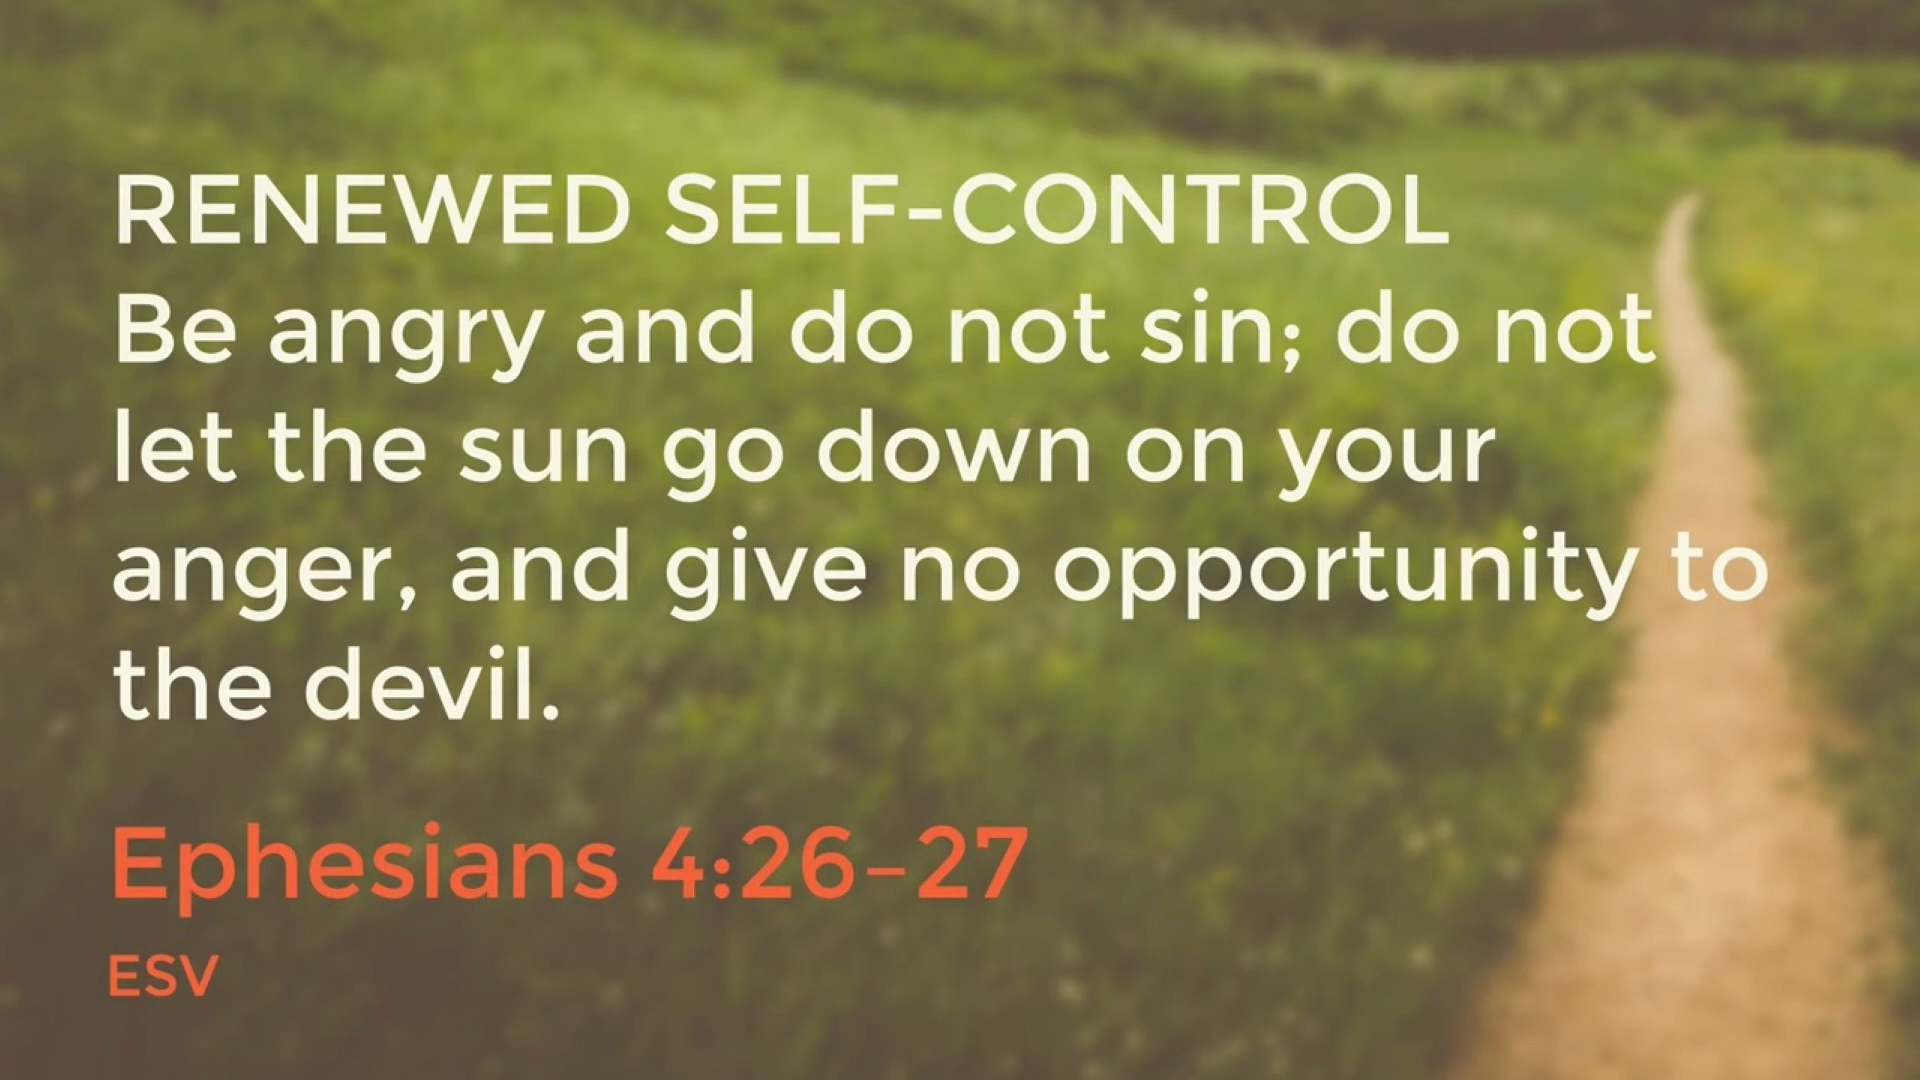 RENEWED SELF-CONTROL
Be angry and do not sin; do not
let the sun go down on your
anger, and give no opportunity to
the devil.
Ephesians 4:26–27
ESV